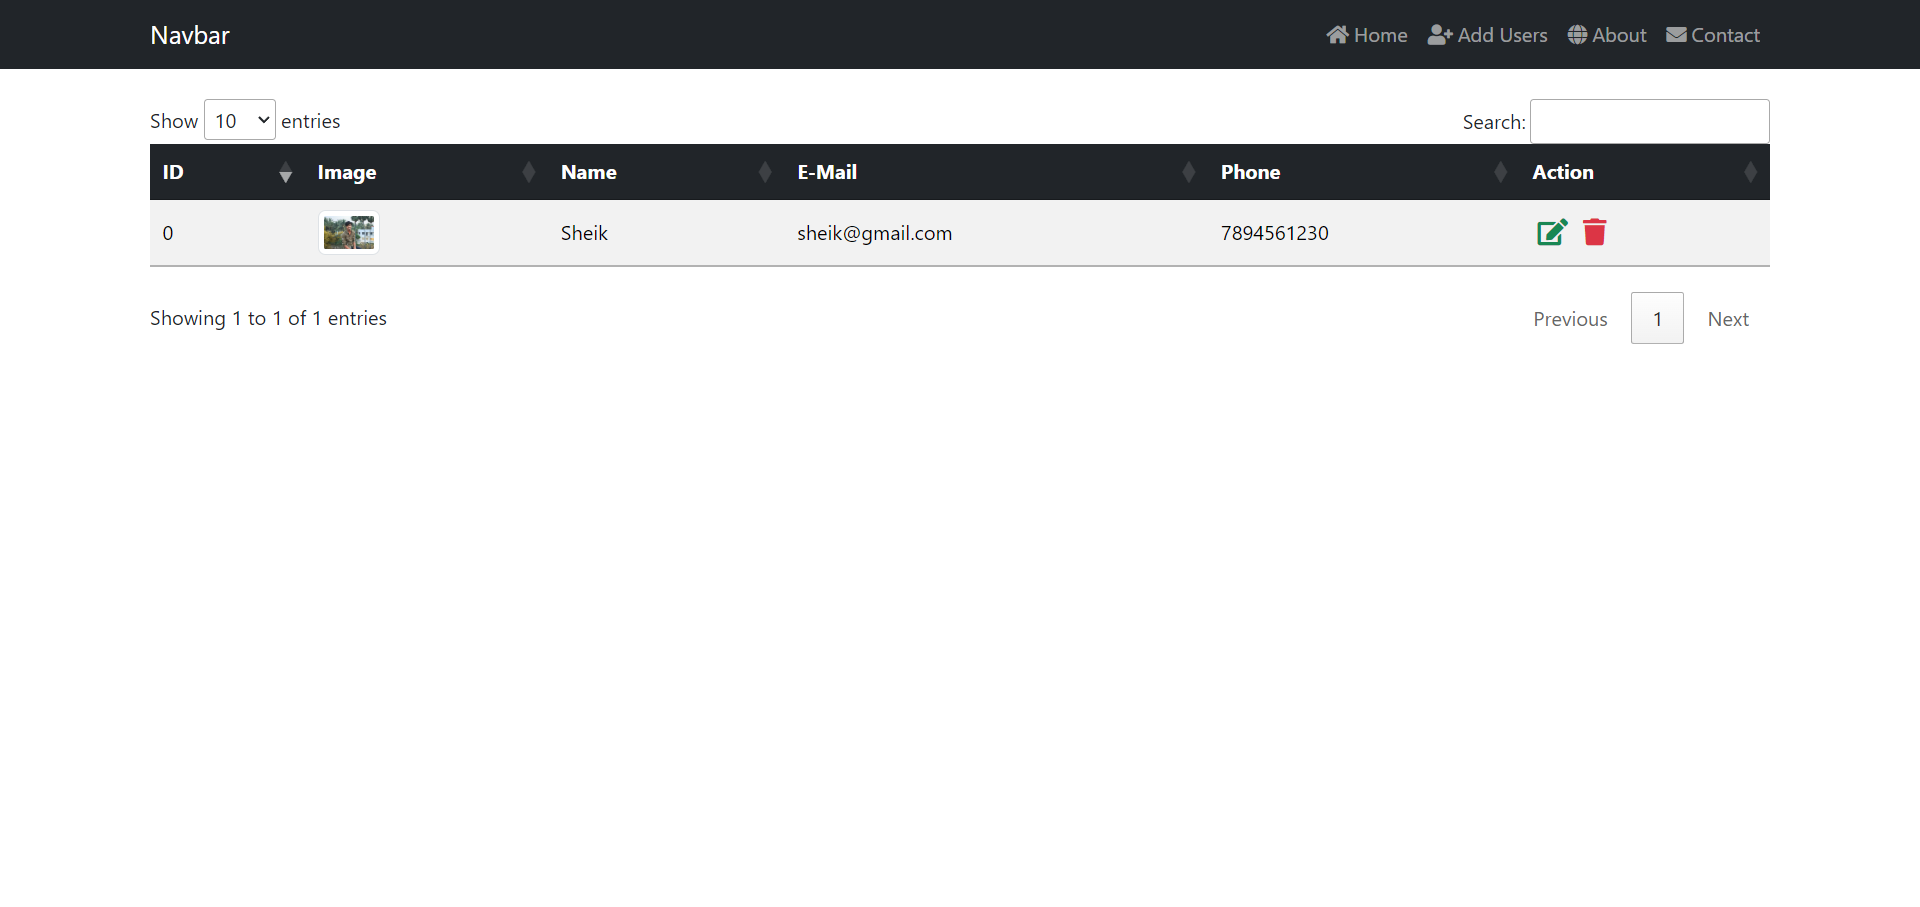 Navbar Home Add Users About Contact
Show 10 entries Search:
ID Image Name E-Mail Phone Action
0 Sheik sheik@gmail.com 7894561230
Showing 1 to 1 of 1 entries Previous 1 Next